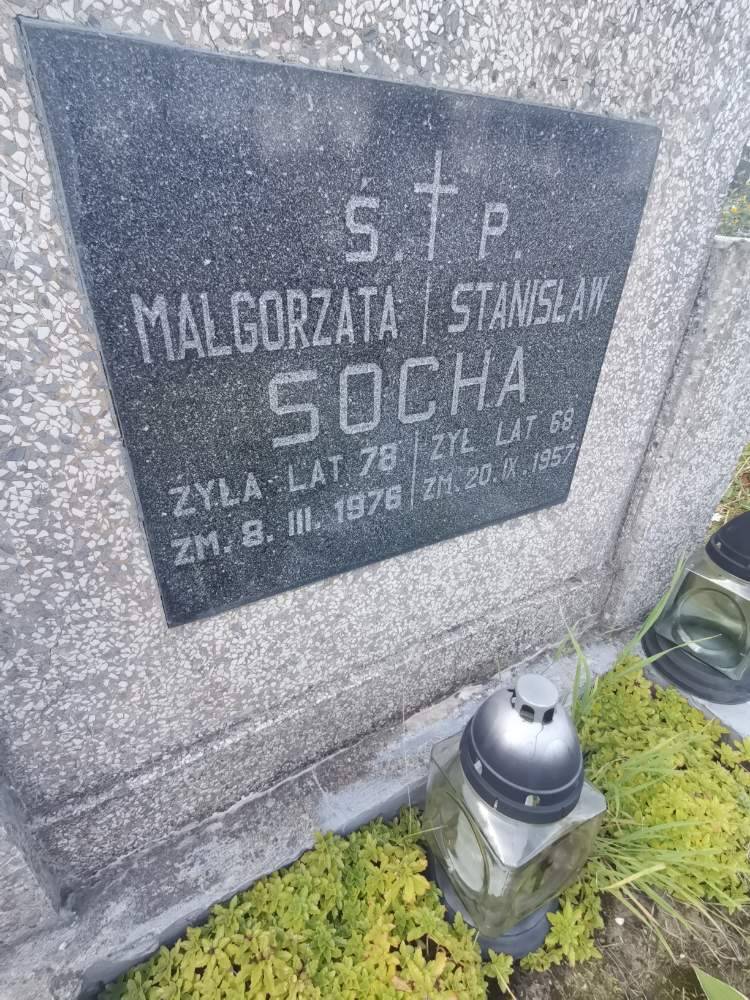 Ś. P.
MAŁGORZATA STANISŁAW
SOCHA
ŻYŁA LAT 78 ŻYŁ LAT 68
ZM. 8. III. 1976 ZM. 20. IX. 1957